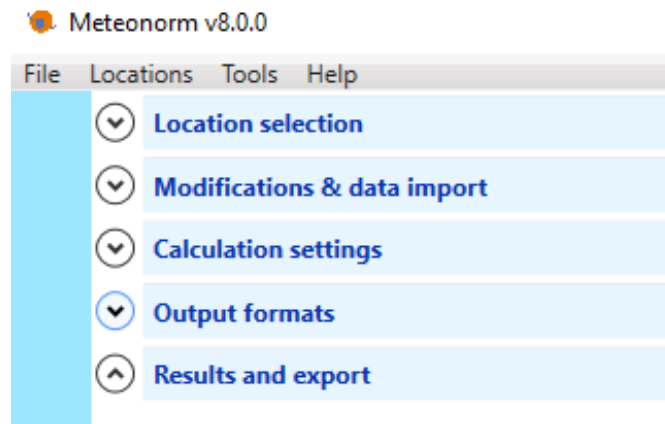 Meteonorm v8.0.0
File Locations Tools Help
Location selection
Modifications & data import
Calculation settings
Output formats
Results and export